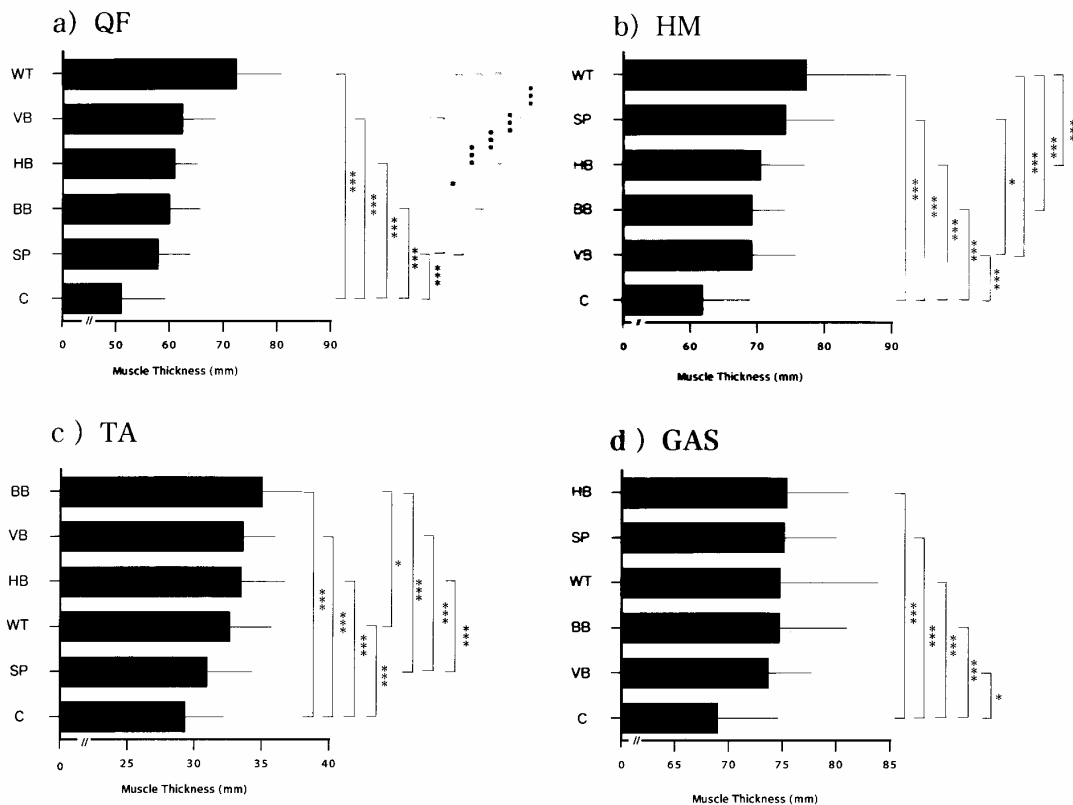 a) QF
WT
VB
HB
BB
SP
C
*** *** *** *** ***
0 50 60 70 80 90
Muscle Thickness (mm)
b) HM
WT
SP
HB
BB
VB
C
*** *** *** *** *** * *** *** ***
0 60 70 80 90
Muscle Thickness (mm)
c ) TA
BB
VB
HB
WT
SP
C
*** *** *** *** *** * *** *** ***
0 25 30 35 40
Muscle Thickness (mm)
d ) GAS
HB
SP
WT
BB
VB
C
*** *** *** *** *
0 65 70 75 80 85
Muscle Thickness (mm)